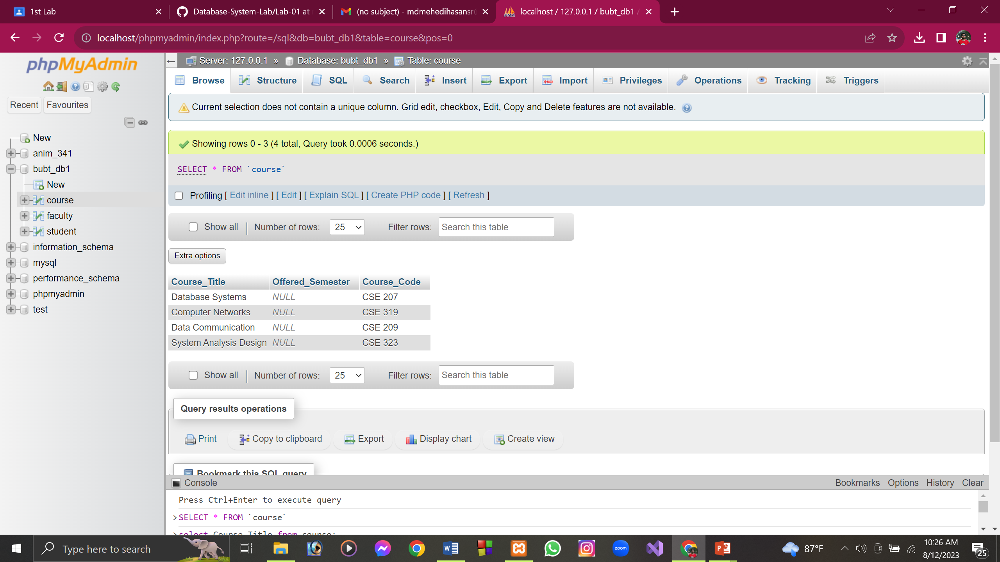 1st Lab
Database-System-Lab/Lab-01 at
(no subject) - mdmehedihasansr
localhost / 127.0.0.1 / bubt_db1 /
localhost/phpmyadmin/index.php?route=/sql&db=bubt_db1&table=course&pos=0
phpMyAdmin
Recent
Favourites
New
anim_341
bubt_db1
New
course
faculty
student
information_schema
mysql
performance_schema
phpmyadmin
test
Server: 127.0.0.1 » Database: bubt_db1 » Table: course
Browse Structure SQL Search Insert Export Import Privileges Operations Tracking Triggers
Current selection does not contain a unique column. Grid edit, checkbox, Edit, Copy and Delete features are not available.
Showing rows 0 - 3 (4 total, Query took 0.0006 seconds.)
SELECT * FROM `course`
Profiling [ Edit inline ] [ Edit ] [ Explain SQL ] [ Create PHP code ] [ Refresh ]
Show all | Number of rows: 25 Filter rows: Search this table
Extra options
Course_Title Offered_Semester Course_Code
Database Systems NULL CSE 207
Computer Networks NULL CSE 319
Data Communication NULL CSE 209
System Analysis Design NULL CSE 323
Show all | Number of rows: 25 Filter rows: Search this table
Query results operations
Print Copy to clipboard Export Display chart Create view
Bookmark this SQL query
Console Bookmarks Options History Clear
Press Ctrl+Enter to execute query
>SELECT * FROM `course`
>select Course_Title from course;
Type here to search
zoom
87°F
10:26 AM
8/12/2023
25